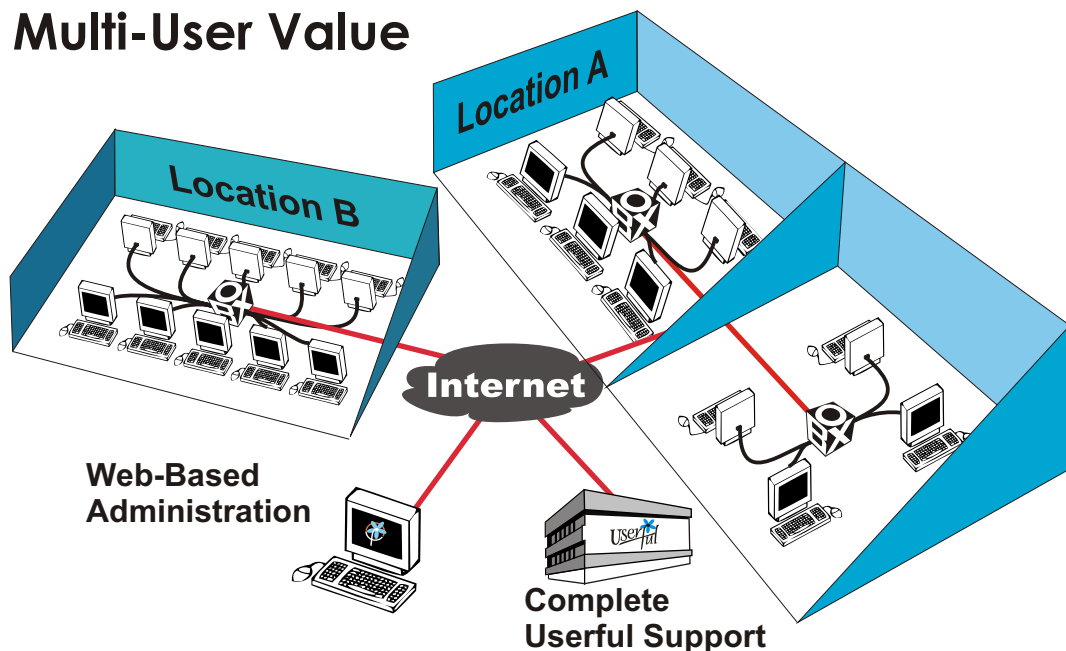 Multi-User Value
Location A
Location B
Internet
Web-Based
Administration
Userful
Complete
Userful Support